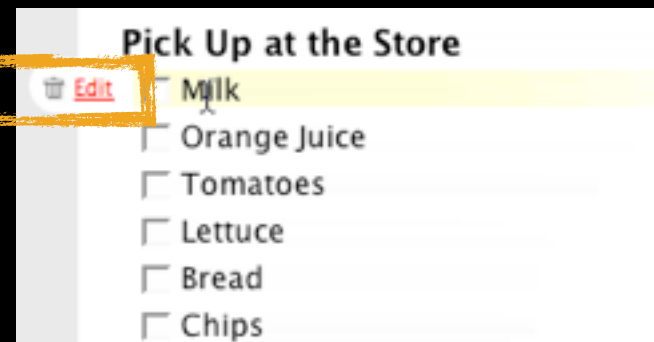 Pick Up at the Store
Edit Milk
Orange Juice
Tomatoes
Lettuce
Bread
Chips